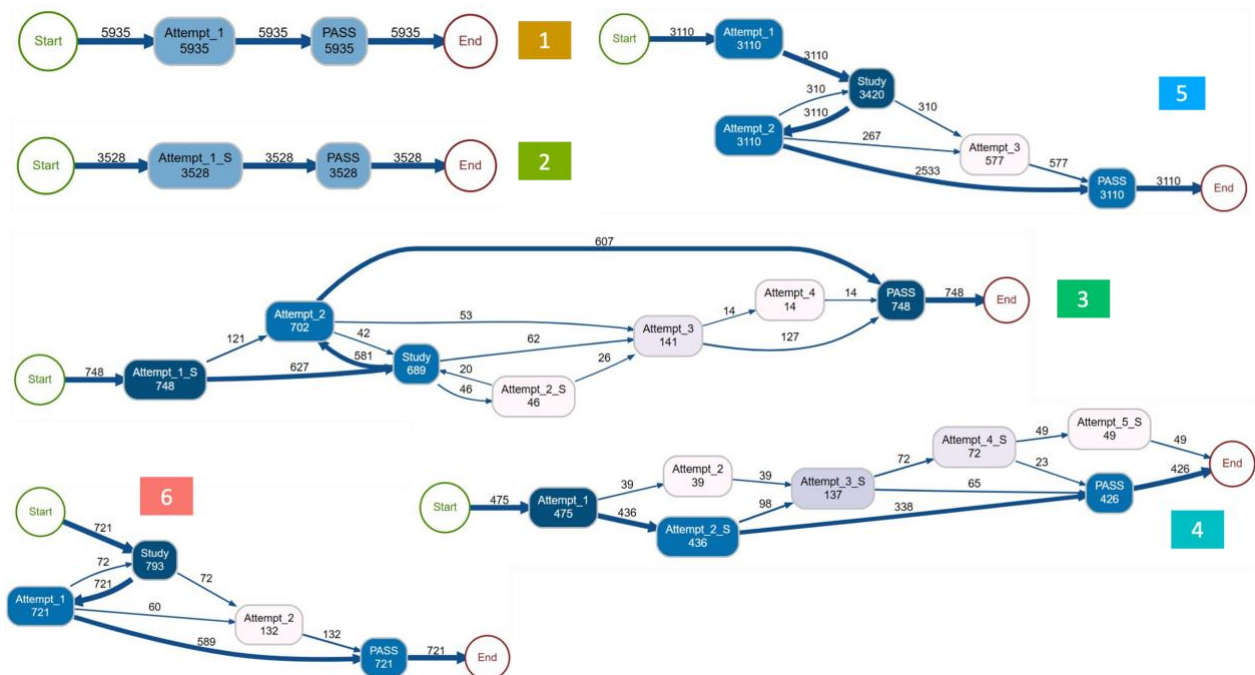 Start
5935
Attempt_1
5935
5935
PASS
5935
5935
End
1
Start
3528
Attempt_1_S
3528
3528
PASS
3528
3528
End
2
Start
3110
Attempt_1
3110
3110
Study
3420
310
3110
310
Attempt_2
3110
267
Attempt_3
577
577
2533
PASS
3110
3110
End
5
607
Attempt_2
702
53
42
121
581
Start
748
Attempt_1_S
748
627
Study
689
62
20
46
Attempt_2_S
46
26
Attempt_3
141
14
Attempt_4
14
14
127
PASS
748
748
End
3
Start
475
Attempt_1
475
39
Attempt_2
39
39
436
Attempt_2_S
436
98
Attempt_3_S
137
72
Attempt_4_S
72
49
Attempt_5_S
49
49
23
65
338
PASS
426
426
End
4
6
Start
721
Study
793
72
721
72
Attempt_1
721
60
Attempt_2
132
132
589
PASS
721
721
End